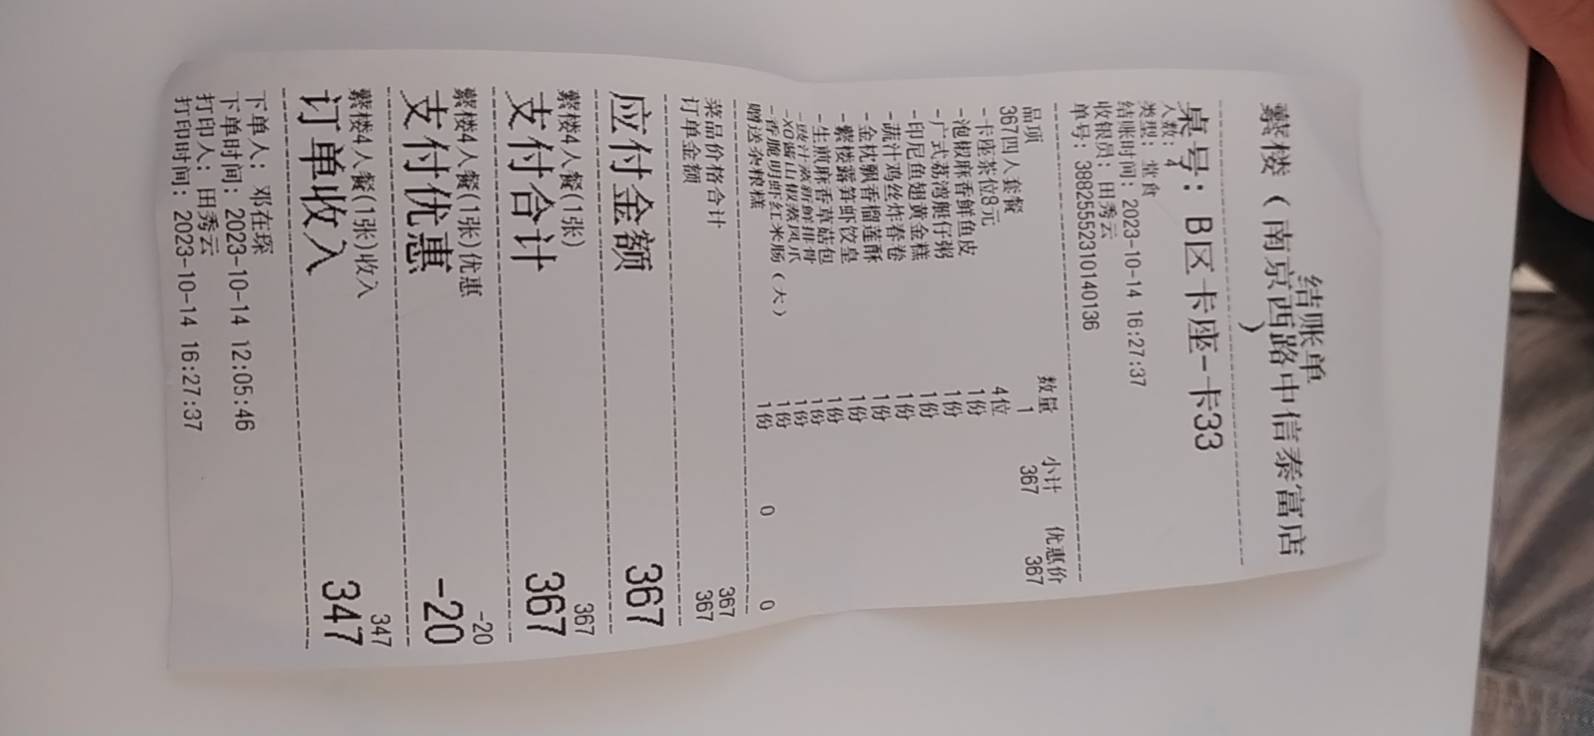 结账单
蘩楼（南京西路中信泰富店
）
桌号：B区卡座-卡33
人数：4
类型：堂食
结账时间：2023-10-14 16:27:37
收银员：田秀云
单号：3882555231014​0136
品项 数量 小计 优惠价
367四人套餐 1 367 367
-卡座茶位8元 4位
-泡椒麻香鲜鱼皮 1份
-广式荔湾艇仔粥 1份
-印尼鱼翅黄金糕 1份
-蔬汁鸡丝炸春卷 1份
-金枕飘香榴莲酥 1份
-蘩楼露笋虾饺皇 1份
-生煎麻香草菇包 1份
-豉汁蒸新鲜排骨 1份
-XO酱山椒蒸凤爪 1份
-香脆明虾红米肠（大） 1份
赠送杂粮糕 1份 0 0
菜品价格合计 367
订单金额 367
应付金额 367
蘩楼4人餐(1张) 367
支付合计 367
蘩楼4人餐(1张)优惠 -20
支付优惠 -20
蘩楼4人餐(1张)收入 347
订单收入 347
下单人：邓在琛
下单时间：2023-10-14 12:05:46
打印人：田秀云
打印时间：2023-10-14 16:27:37